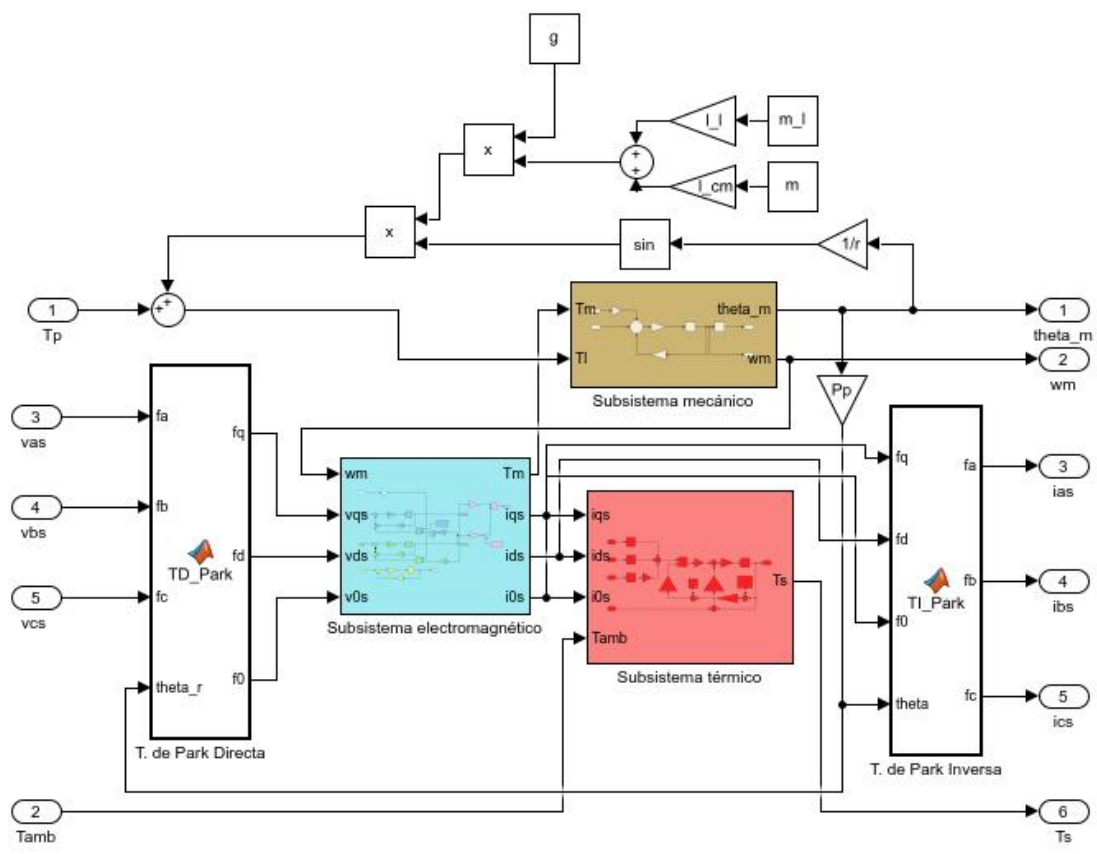 g
l_l
m_l
x
+
+
l_cm
m
x
sin
1/r
1
Tp
+
+
Tm
theta_m
Tl
wm
Subsistema mecánico
1
theta_m
2
wm
Pp
3
vas
4
vbs
5
vcs
fa
fq
fb
fd
TD_Park
fc
f0
theta_r
T. de Park Directa
wm
Tm
vqs
iqs
vds
ids
v0s
i0s
Subsistema electromagnético
iqs
ids
Ts
i0s
Tamb
Subsistema térmico
fq
fa
fd
fb
TI_Park
f0
fc
theta
T. de Park Inversa
3
ias
4
ibs
5
ics
2
Tamb
6
Ts